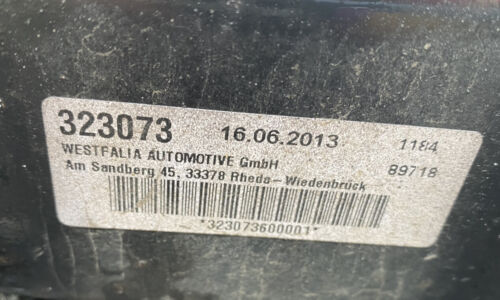 323073 16.06.2013 1184
WESTFALIA AUTOMOTIVE GmbH 89718
Am Sandberg 45, 33378 Rheda-Wiedenbrück
*323073600001*